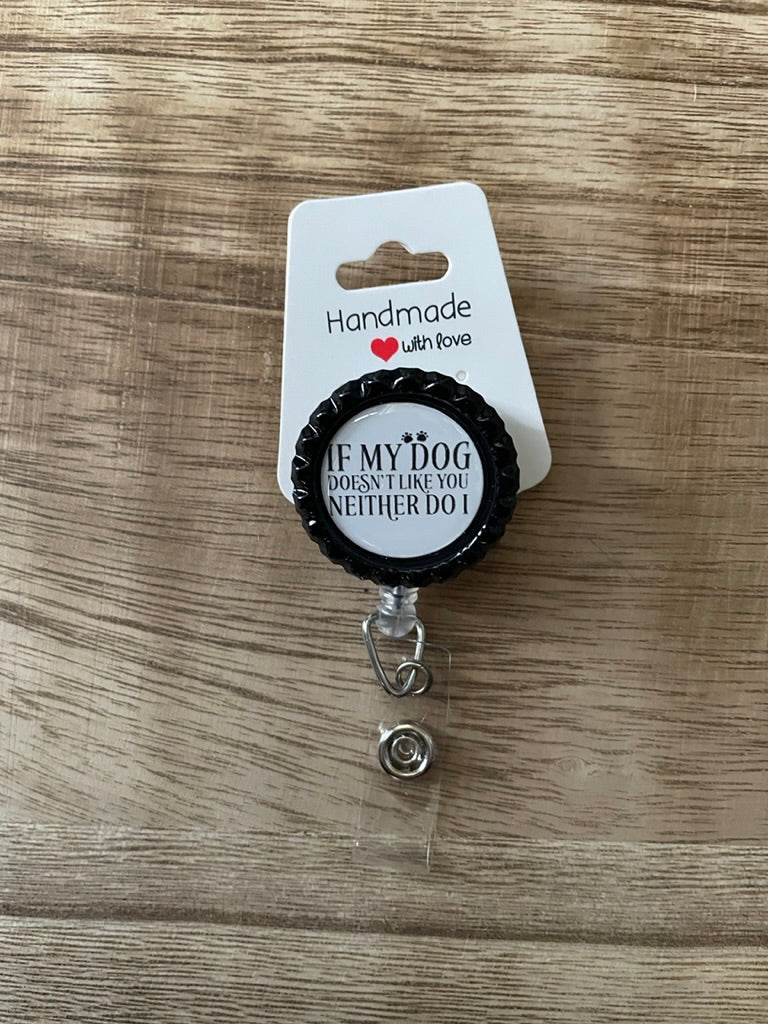 Handmade
with love
IF MY DOG
DOESN'T LIKE YOU
NEITHER DO I